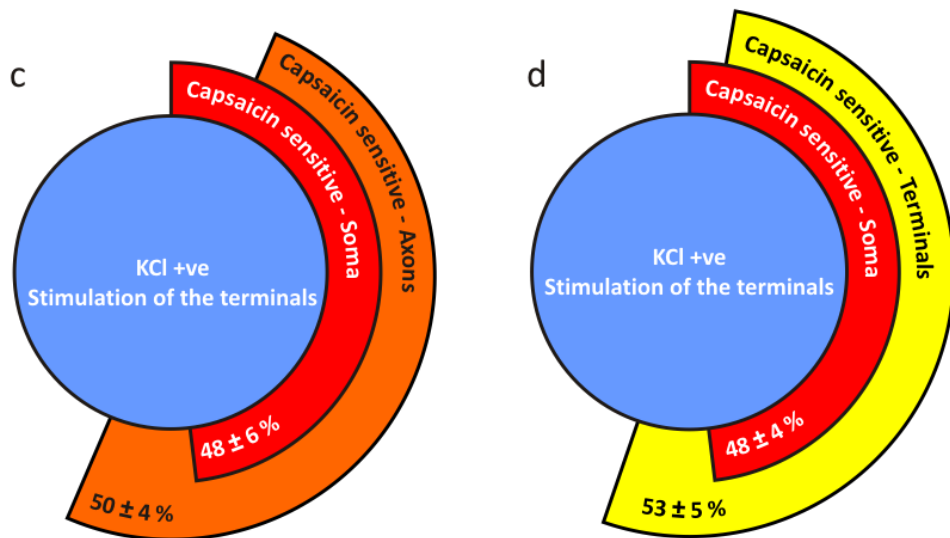 c
Capsaicin sensitive - Axons
Capsaicin sensitive - Soma
KCl +ve
Stimulation of the terminals
48 ± 6 %
50 ± 4 %
d
Capsaicin sensitive - Terminals
Capsaicin sensitive - Soma
KCl +ve
Stimulation of the terminals
48 ± 4 %
53 ± 5 %